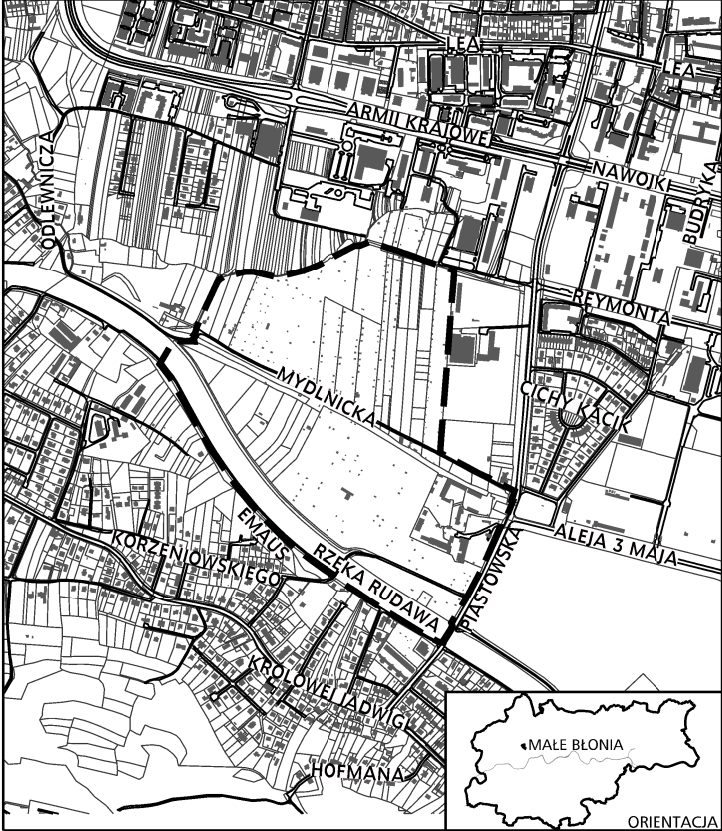 LEA
LEA
ARMII KRAJOWEJ
NAWOJKI
BUDRYKA
ODLEWNICZA
REYMONTA
MYDLNICKA
CICHY KĄCIK
EMAUS
RZEKA RUDAWA
PIASTOWSKA
ALEJA 3 MAJA
KORZENIOWSKIEGO
KRÓLOWEJ JADWIGI
HOFMANA
MAŁE BŁONIA
ORIENTACJA